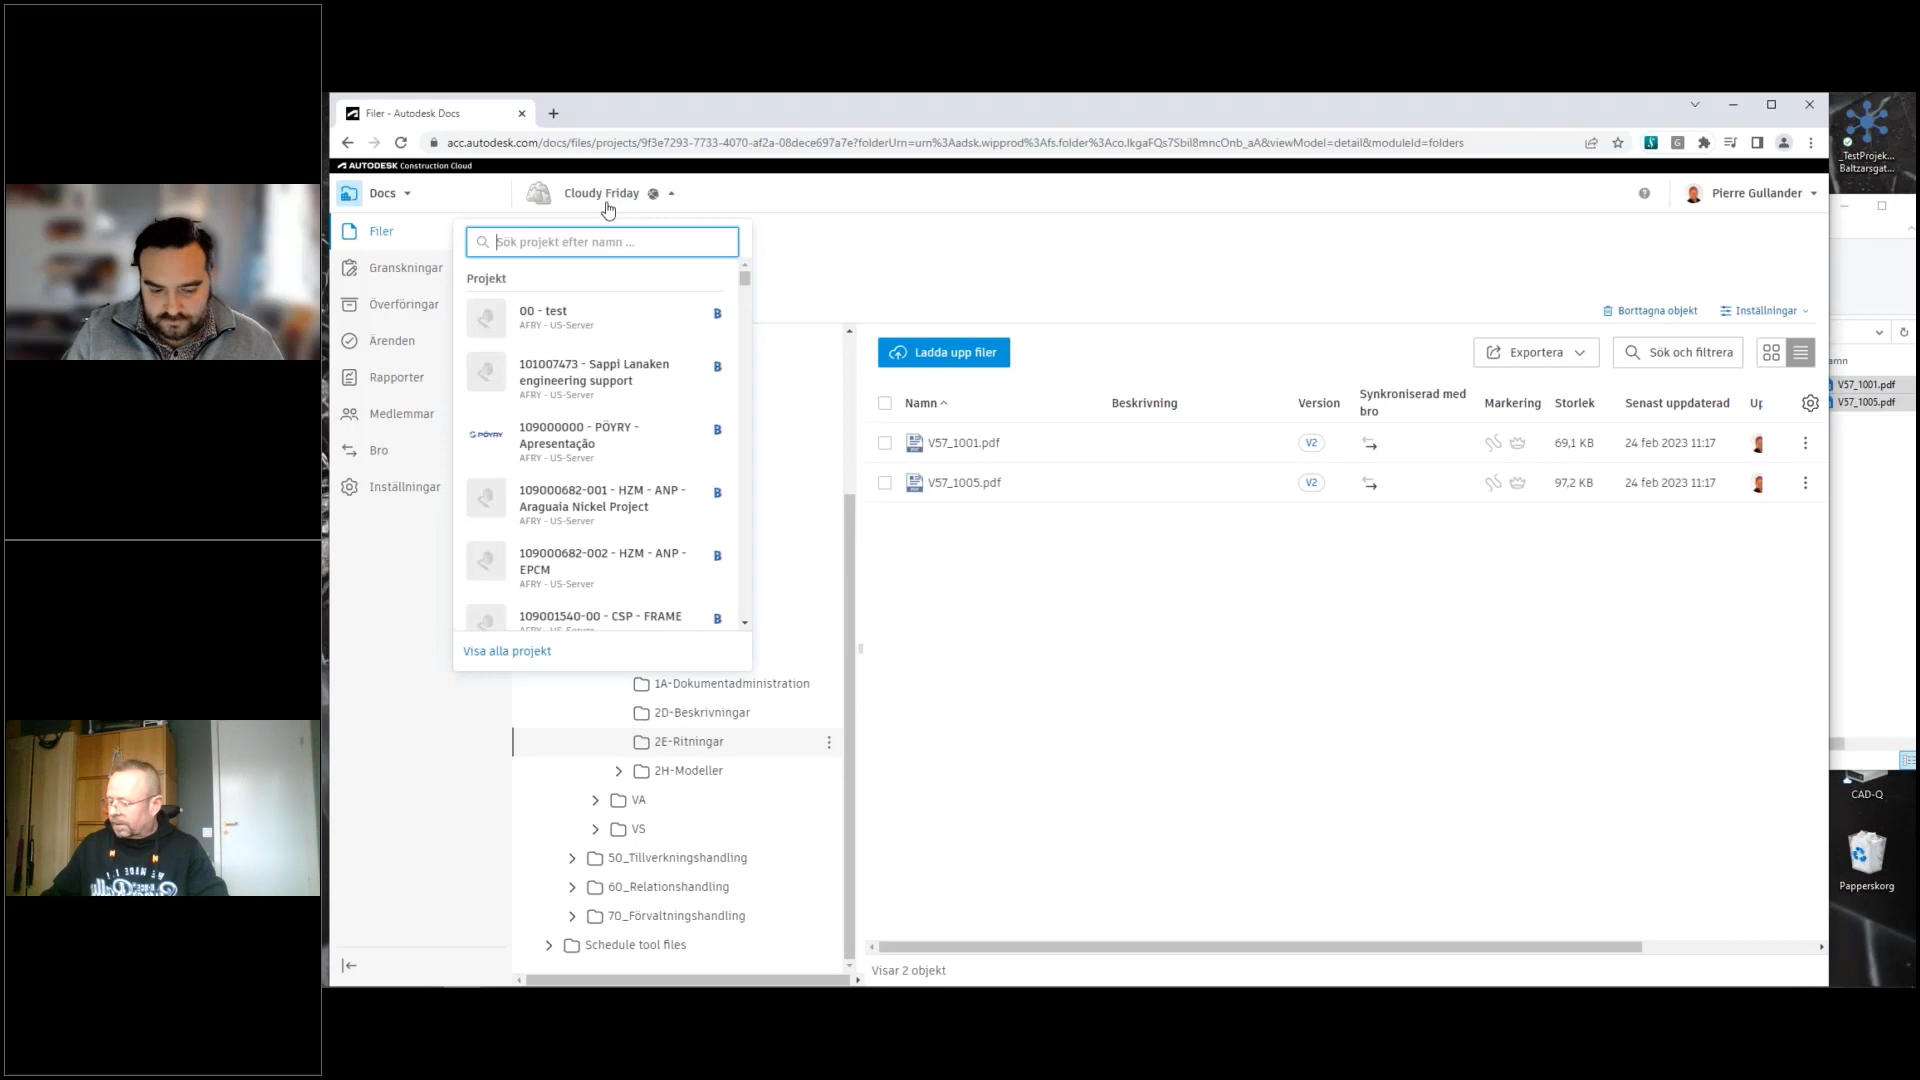 Filer - Autodesk Docs
acc.autodesk.com/docs/files/projects/9f3e7293-7733-4070-af2a-08dece697a7e?folderUrn=urn%3Aadsk.wipprod%3Afs.folder%3Aco.IkgaFQs7Sbil8mncOnb_aA&viewModel=detail&moduleId=folders
AUTODESK Construction Cloud
Docs
Cloudy Friday
Pierre Gullander
Filer
Granskningar
Överföringar
Ärenden
Rapporter
Medlemmar
Bro
Inställningar
Sök projekt efter namn ...
Projekt
00 - test
AFRY - US-Server
B
101007473 - Sappi Lanaken
engineering support
AFRY - US-Server
B
PÖYRY
109000000 - PÖYRY -
Apresentação
AFRY - US-Server
B
109000682-001 - HZM - ANP -
Araguaia Nickel Project
AFRY - US-Server
B
109000682-002 - HZM - ANP -
EPCM
AFRY - US-Server
B
109001540-00 - CSP - FRAME
AFRY - US-Server
B
Visa alla projekt
1A-Dokumentadministration
2D-Beskrivningar
2E-Ritningar
2H-Modeller
VA
VS
50_Tillverkningshandling
60_Relationshandling
70_Förvaltningshandling
Schedule tool files
Borttagna objekt
Inställningar
Ladda upp filer
Exportera
Sök och filtrera
Namn
Beskrivning
Version
Synkroniserad med
bro
Markering
Storlek
Senast uppdaterad
V57_1001.pdf
V2
69,1 KB
24 feb 2023 11:17
V57_1005.pdf
V2
97,2 KB
24 feb 2023 11:17
Visar 2 objekt
_TestProjek...
Baltzarsgat...
V57_1001.pdf
V57_1005.pdf
CAD-Q
Papperskorg